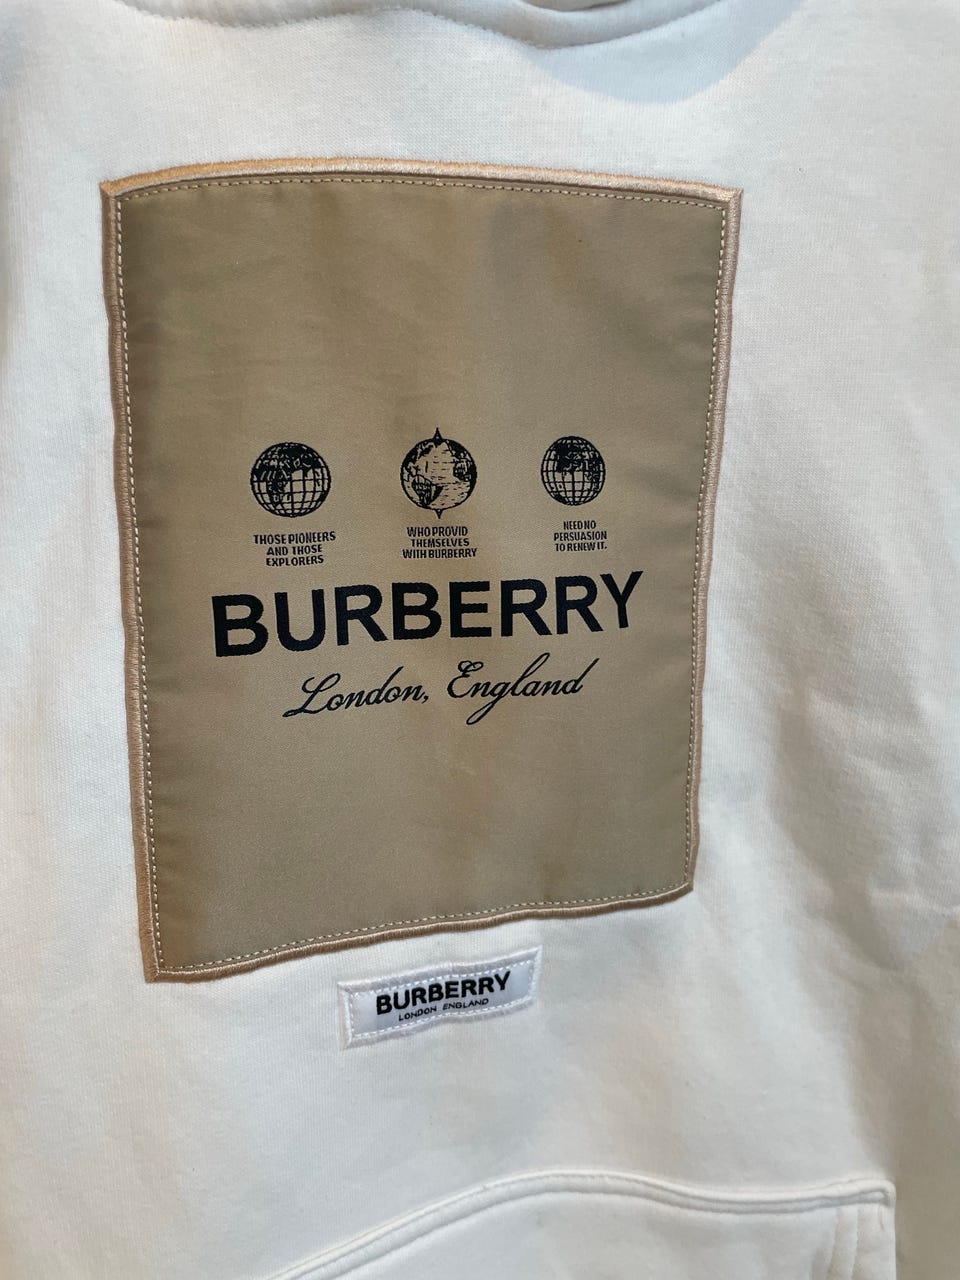 THOSE PIONEERS
AND THOSE
EXPLORERS
WHO PROVID
THEMSELVES
WITH BURBERRY
NEED NO
PERSUASION
TO RENEW IT.
BURBERRY
London, England
BURBERRY
LONDON ENGLAND